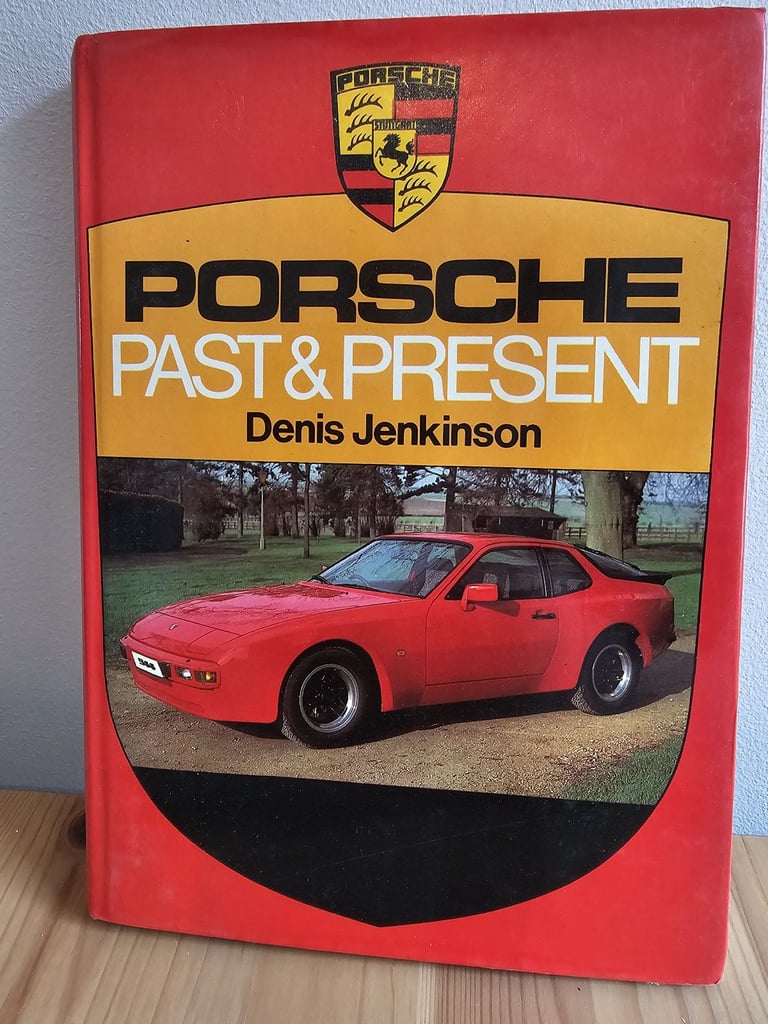 PORSCHE
STUTTGART
PORSCHE
PAST & PRESENT
Denis Jenkinson
944